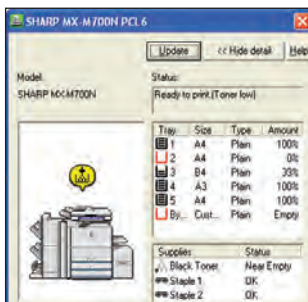 SHARP MX-M700N PCL 6
Update
<< Hide detail
Help
Model:
SHARP MX-M700N
Status:
Ready to print.(Toner low)
Tray Size Type Amount
1 A4 Plain 100%
2 A4 Plain 0%
3 B4 Plain 33%
4 A3 Plain 100%
5 A4 Plain 100%
By... Cust... Plain Empty
Supplies Status
Black Toner Near Empty
Staple 1 OK
Staple 2 OK